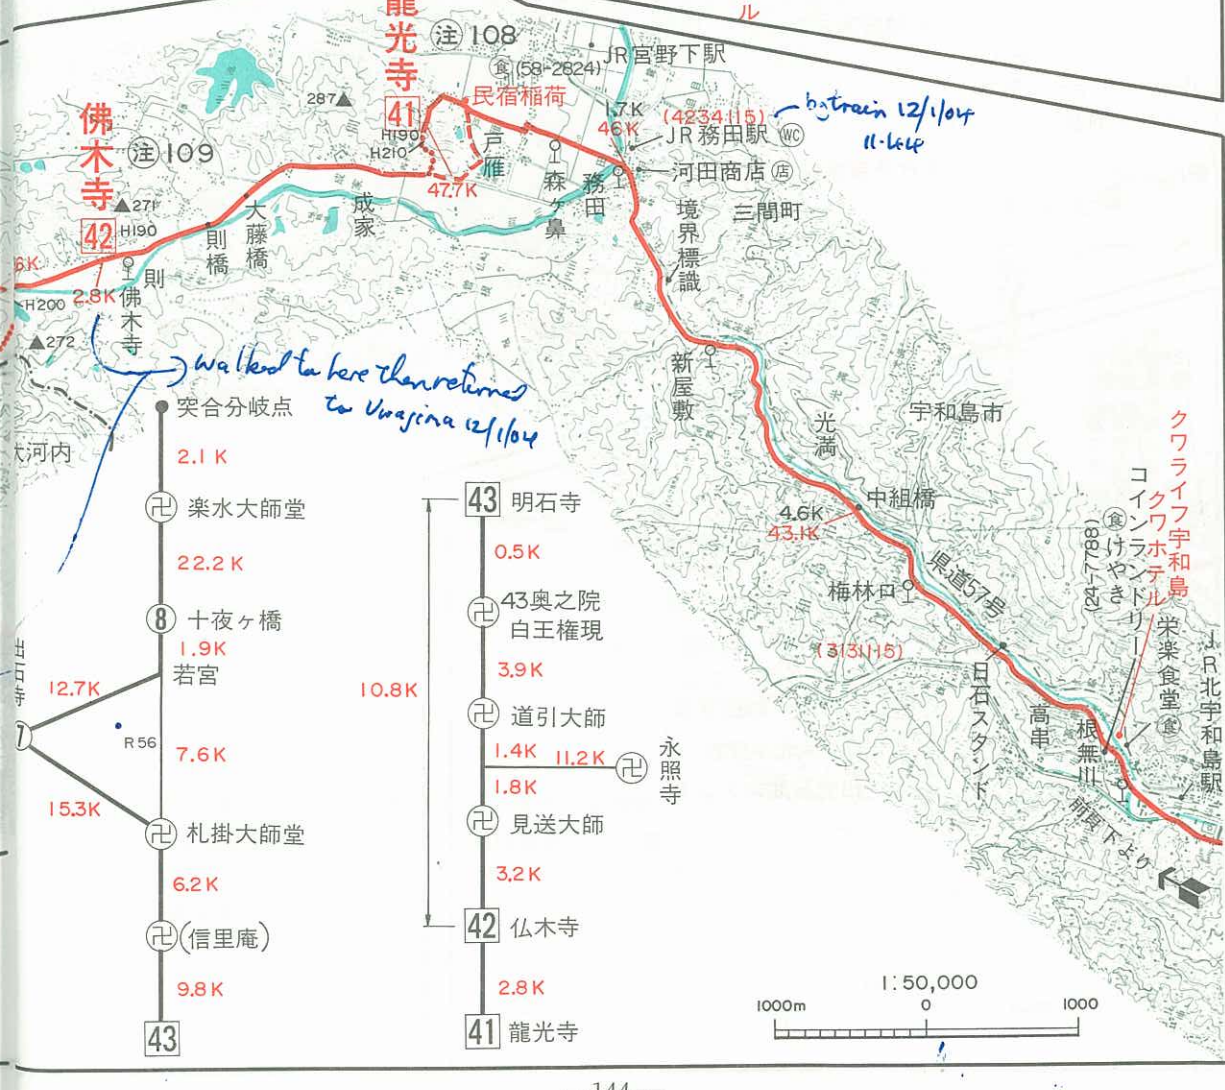 龍光寺
41
注 108
ル
食(58-2824)
JR宮野下駅
民宿稲荷
287▲
H190
H210
戸雁
47.7K
1.7K
46K
(4234115)
by train 12/1/04
11.44
JR務田駅 WC
河田商店 店
務田
森ヶ鼻
三間町
境界標識
佛木寺
42
注 109
▲271
H190
6K
H200
2.8K
▲272
佛木寺
則
則橋
大藤橋
成家
新屋敷
光満
宇和島市
中組橋
4.6K
43.1K
県道57号
梅林口
(3131115)
日石スタンド
高串
根無川
クワライフ宇和島
クワホテル
コインランドリー
食 けやき
(24-7788)
栄楽食堂 食
JR北宇和島駅
前頁下より
walked to here then returned
to Uwajima 12/1/04
大河内
突合分岐点
2.1K
卍 楽水大師堂
22.2K
8 十夜ヶ橋
1.9K
若宮
12.7K
出石寺
7
R56
7.6K
15.3K
卍 札掛大師堂
6.2K
卍 (信里庵)
9.8K
43
43 明石寺
0.5K
卍 43奥之院
白王権現
3.9K
10.8K
卍 道引大師
1.4K
11.2K
卍 永照寺
1.8K
卍 見送大師
3.2K
42 仏木寺
2.8K
41 龍光寺
1:50,000
1000m 0 1000
144